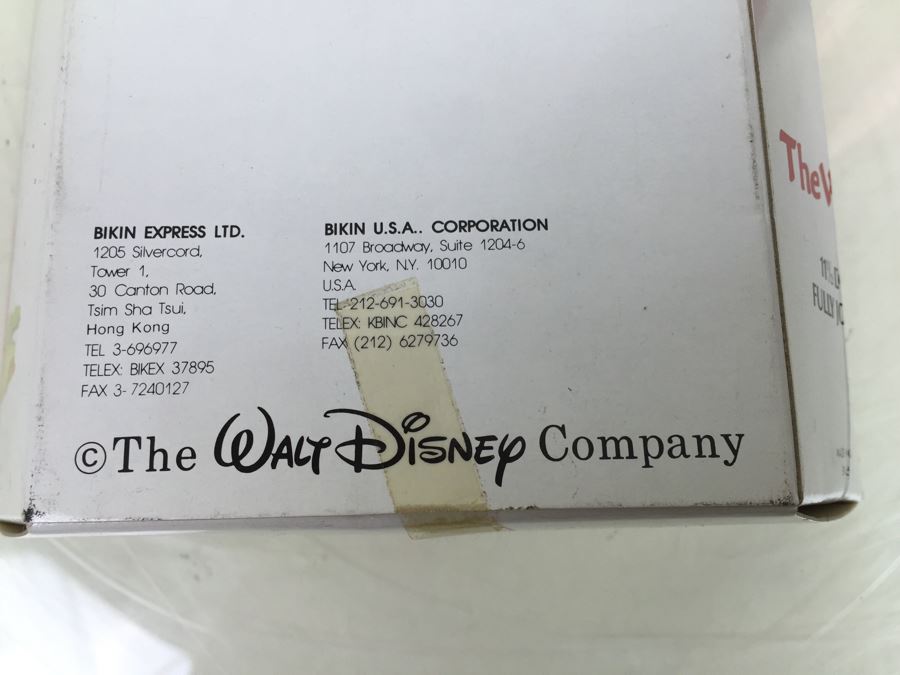 BIKIN EXPRESS LTD.
1205 Silvercord,
Tower 1,
30 Canton Road,
Tsim Sha Tsui,
Hong Kong
TEL 3-696977
TELEX: BIKEX 37895
FAX 3- 7240127
BIKIN U.S.A.. CORPORATION
1107 Broadway, Suite 1204-6
New York, N.Y. 10010
U.S.A.
TEL 212-691-3030
TELEX: KBINC 428267
FAX (212) 6279736
© The WALT DISNEY Company
The
FULLY